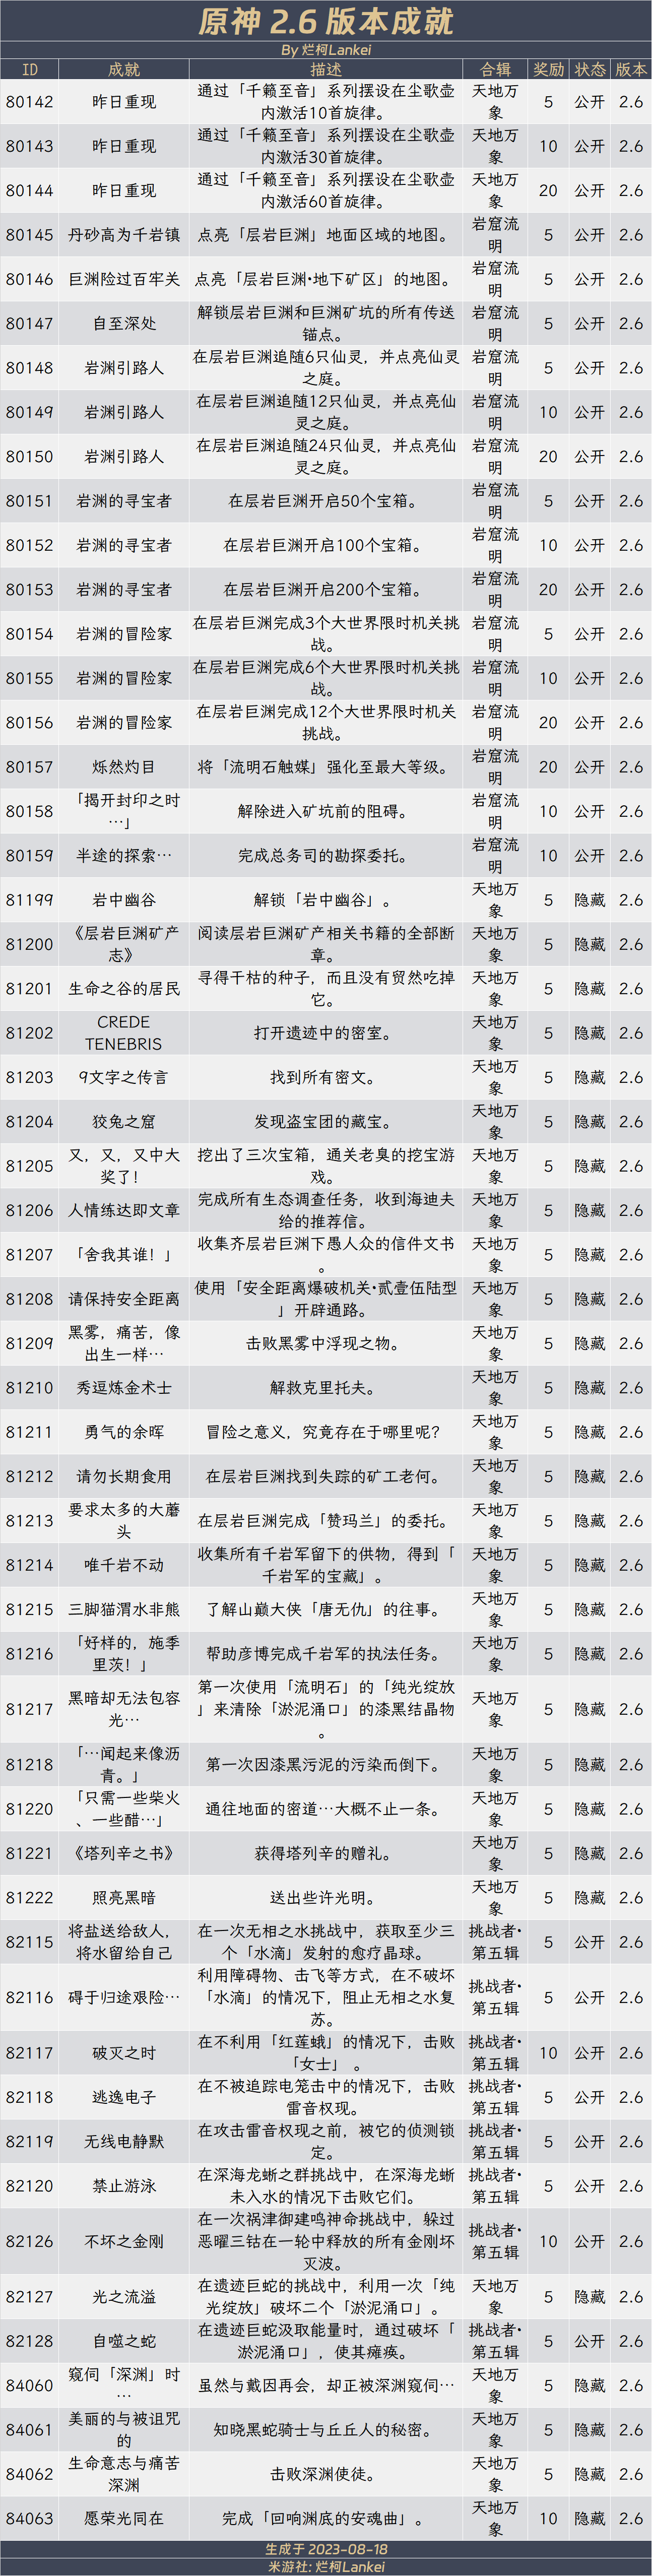 原神 2.6 版本成就
By 烂柯Lankei
ID 成就 描述 合辑 奖励 状态 版本
80142 昨日重现 通过「千籁至音」系列摆设在尘歌壶内激活10首旋律。 天地万象 5 公开 2.6
80143 昨日重现 通过「千籁至音」系列摆设在尘歌壶内激活30首旋律。 天地万象 10 公开 2.6
80144 昨日重现 通过「千籁至音」系列摆设在尘歌壶内激活60首旋律。 天地万象 20 公开 2.6
80145 丹砂高为千岩镇 点亮「层岩巨渊」地面区域的地图。 岩窟流明 5 公开 2.6
80146 巨渊险过百牢关 点亮「层岩巨渊•地下矿区」的地图。 岩窟流明 5 公开 2.6
80147 自至深处 解锁层岩巨渊和巨渊矿坑的所有传送锚点。 岩窟流明 5 公开 2.6
80148 岩渊引路人 在层岩巨渊追随6只仙灵，并点亮仙灵之庭。 岩窟流明 5 公开 2.6
80149 岩渊引路人 在层岩巨渊追随12只仙灵，并点亮仙灵之庭。 岩窟流明 10 公开 2.6
80150 岩渊引路人 在层岩巨渊追随24只仙灵，并点亮仙灵之庭。 岩窟流明 20 公开 2.6
80151 岩渊的寻宝者 在层岩巨渊开启50个宝箱。 岩窟流明 5 公开 2.6
80152 岩渊的寻宝者 在层岩巨渊开启100个宝箱。 岩窟流明 10 公开 2.6
80153 岩渊的寻宝者 在层岩巨渊开启200个宝箱。 岩窟流明 20 公开 2.6
80154 岩渊的冒险家 在层岩巨渊完成3个大世界限时机关挑战。 岩窟流明 5 公开 2.6
80155 岩渊的冒险家 在层岩巨渊完成6个大世界限时机关挑战。 岩窟流明 10 公开 2.6
80156 岩渊的冒险家 在层岩巨渊完成12个大世界限时机关挑战。 岩窟流明 20 公开 2.6
80157 烁然灼目 将「流明石触媒」强化至最大等级。 岩窟流明 20 公开 2.6
80158 「揭开封印之时…」 解除进入矿坑前的阻碍。 岩窟流明 10 公开 2.6
80159 半途的探索… 完成总务司的勘探委托。 岩窟流明 10 公开 2.6
81199 岩中幽谷 解锁「岩中幽谷」。 天地万象 5 隐藏 2.6
81200 《层岩巨渊矿产志》 阅读层岩巨渊矿产相关书籍的全部断章。 天地万象 5 隐藏 2.6
81201 生命之谷的居民 寻得干枯的种子，而且没有贸然吃掉它。 天地万象 5 隐藏 2.6
81202 CREDE TENEBRIS 打开遗迹中的密室。 天地万象 5 隐藏 2.6
81203 9文字之传言 找到所有密文。 天地万象 5 隐藏 2.6
81204 狡兔之窟 发现盗宝团的藏宝。 天地万象 5 隐藏 2.6
81205 又，又，又中大奖了！ 挖出了三次宝箱，通关老臭的挖宝游戏。 天地万象 5 隐藏 2.6
81206 人情练达即文章 完成所有生态调查任务，收到海迪夫给的推荐信。 天地万象 5 隐藏 2.6
81207 「舍我其谁！」 收集齐层岩巨渊下愚人众的信件文书。 天地万象 5 隐藏 2.6
81208 请保持安全距离 使用「安全距离爆破机关•贰壹伍陆型」开辟通路。 天地万象 5 隐藏 2.6
81209 黑雾，痛苦，像出生一样… 击败黑雾中浮现之物。 天地万象 5 隐藏 2.6
81210 秀逗炼金术士 解救克里托夫。 天地万象 5 隐藏 2.6
81211 勇气的余晖 冒险之意义，究竟存在于哪里呢？ 天地万象 5 隐藏 2.6
81212 请勿长期食用 在层岩巨渊找到失踪的矿工老何。 天地万象 5 隐藏 2.6
81213 要求太多的大蘑头 在层岩巨渊完成「赞玛兰」的委托。 天地万象 5 隐藏 2.6
81214 唯千岩不动 收集所有千岩军留下的供物，得到「千岩军的宝藏」。 天地万象 5 隐藏 2.6
81215 三脚猫渭水非熊 了解山巅大侠「唐无仇」的往事。 天地万象 5 隐藏 2.6
81216 「好样的，施季里茨！」 帮助彦博完成千岩军的执法任务。 天地万象 5 隐藏 2.6
81217 黑暗却无法包容光… 第一次使用「流明石」的「纯光绽放」来清除「淤泥涌口」的漆黑结晶物。 天地万象 5 隐藏 2.6
81218 「…闻起来像沥青。」 第一次因漆黑污泥的污染而倒下。 天地万象 5 隐藏 2.6
81220 「只需一些柴火、一些醋…」 通往地面的密道…大概不止一条。 天地万象 5 隐藏 2.6
81221 《塔列辛之书》 获得塔列辛的赠礼。 天地万象 5 隐藏 2.6
81222 照亮黑暗 送出些许光明。 天地万象 5 隐藏 2.6
82115 将盐送给敌人，将水留给自己 在一次无相之水挑战中，获取至少三个「水滴」发射的愈疗晶球。 挑战者•第五辑 5 公开 2.6
82116 碍于归途艰险… 利用障碍物、击飞等方式，在不破坏「水滴」的情况下，阻止无相之水复苏。 挑战者•第五辑 5 公开 2.6
82117 破灭之时 在不利用「红莲蛾」的情况下，击败「女士」 。 挑战者•第五辑 10 公开 2.6
82118 逃逸电子 在不被追踪电笼击中的情况下，击败雷音权现。 挑战者•第五辑 5 公开 2.6
82119 无线电静默 在攻击雷音权现之前，被它的侦测锁定。 挑战者•第五辑 5 公开 2.6
82120 禁止游泳 在深海龙蜥之群挑战中，在深海龙蜥未入水的情况下击败它们。 挑战者•第五辑 5 公开 2.6
82126 不坏之金刚 在一次祸津御建鸣神命挑战中，躲过恶曜三钴在一轮中释放的所有金刚坏灭波。 挑战者•第五辑 10 公开 2.6
82127 光之流溢 在遗迹巨蛇的挑战中，利用一次「纯光绽放」破坏二个「淤泥涌口」。 天地万象 5 隐藏 2.6
82128 自噬之蛇 在遗迹巨蛇汲取能量时，通过破坏「淤泥涌口」，使其瘫痪。 挑战者•第五辑 5 公开 2.6
84060 窥伺「深渊」时… 虽然与戴因再会，却正被深渊窥伺… 天地万象 5 隐藏 2.6
84061 美丽的与被诅咒的 知晓黑蛇骑士与丘丘人的秘密。 天地万象 5 隐藏 2.6
84062 生命意志与痛苦深渊 击败深渊使徒。 天地万象 5 隐藏 2.6
84063 愿荣光同在 完成「回响渊底的安魂曲」。 天地万象 10 隐藏 2.6
生成于 2023-08-18
米游社: 烂柯Lankei